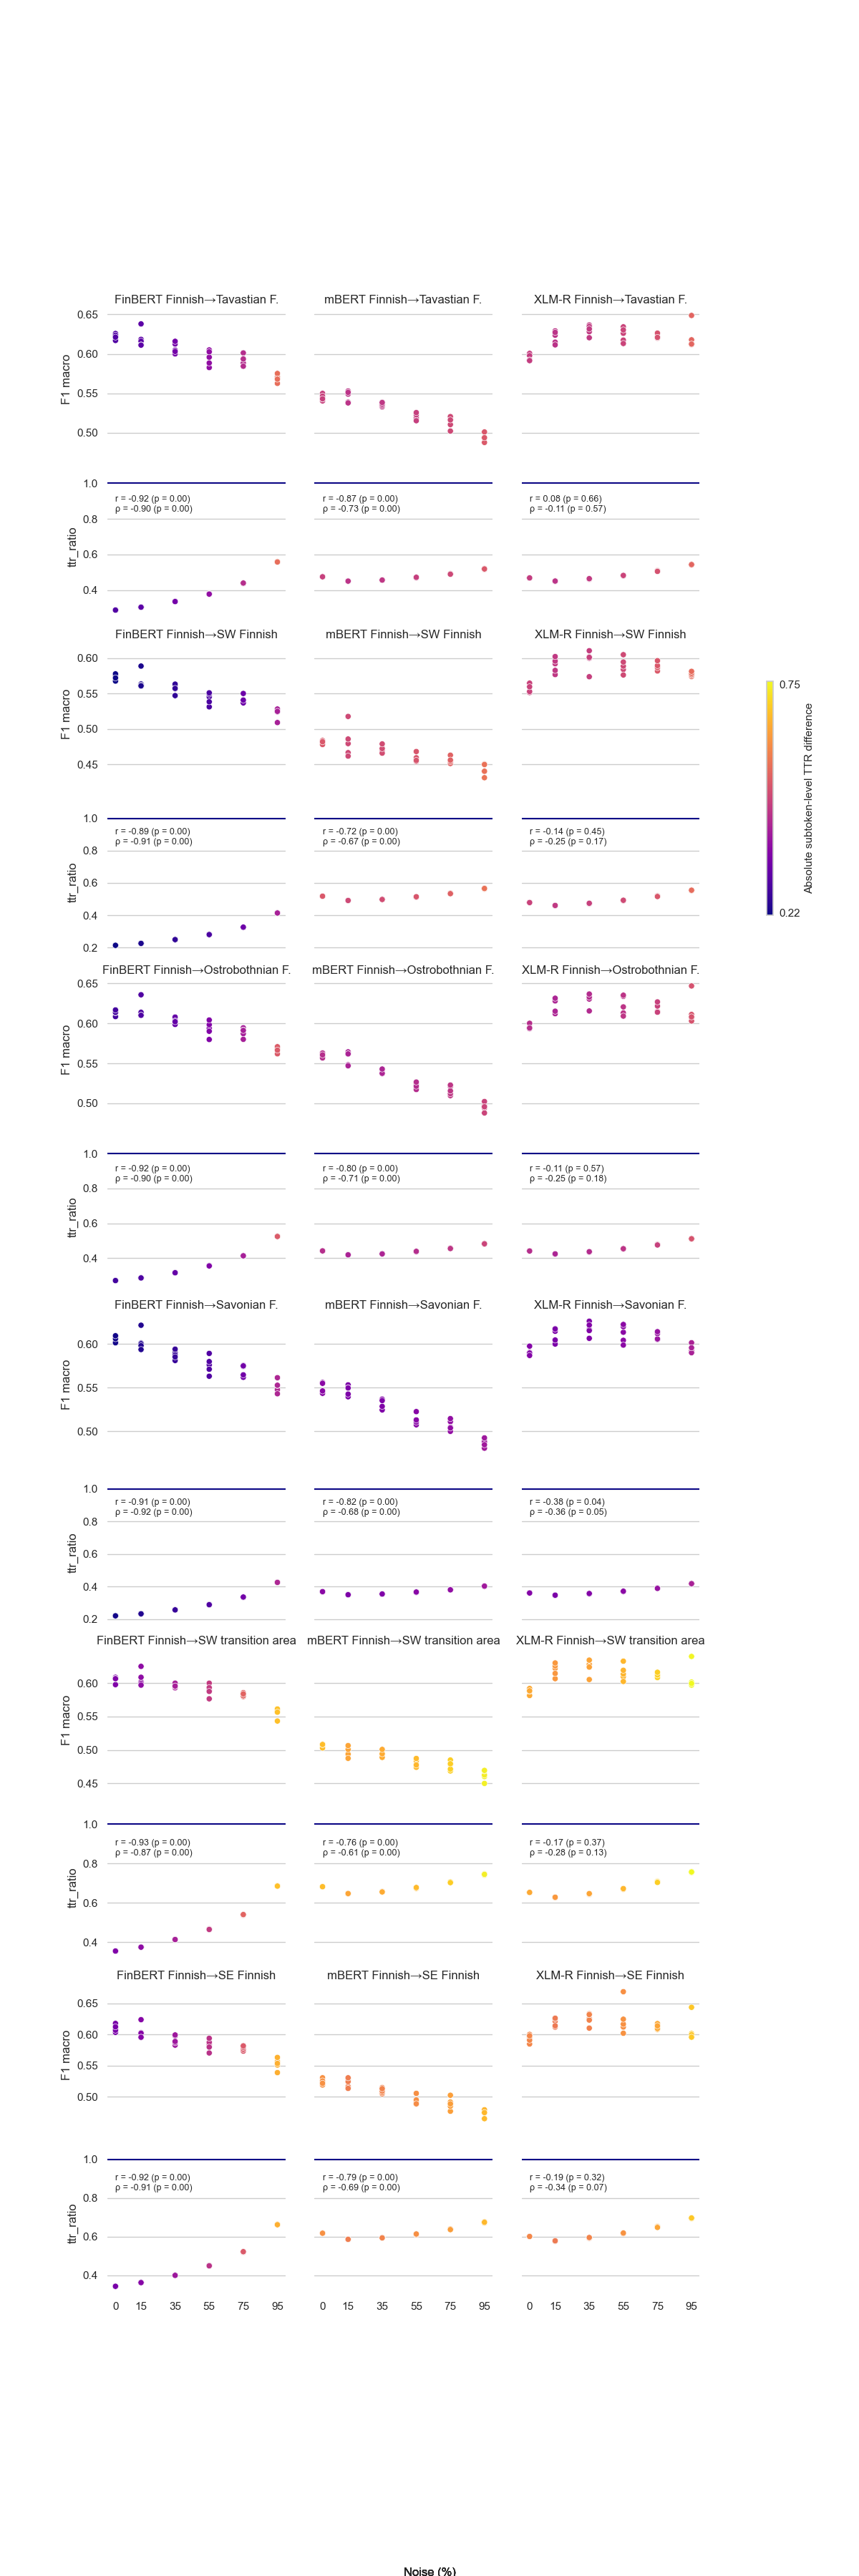 FinBERT Finnish→Tavastian F.
mBERT Finnish→Tavastian F.
XLM-R Finnish→Tavastian F.
0.65
0.60
0.55
0.50
F1 macro
1.0
0.8
0.6
0.4
ttr_ratio
r = -0.92 (p = 0.00)
ρ = -0.90 (p = 0.00)
r = -0.87 (p = 0.00)
ρ = -0.73 (p = 0.00)
r = 0.08 (p = 0.66)
ρ = -0.11 (p = 0.57)
FinBERT Finnish→SW Finnish
mBERT Finnish→SW Finnish
XLM-R Finnish→SW Finnish
0.60
0.55
0.50
0.45
F1 macro
1.0
0.8
0.6
0.4
0.2
ttr_ratio
r = -0.89 (p = 0.00)
ρ = -0.91 (p = 0.00)
r = -0.72 (p = 0.00)
ρ = -0.67 (p = 0.00)
r = -0.14 (p = 0.45)
ρ = -0.25 (p = 0.17)
0.75
0.22
Absolute subtoken-level TTR difference
FinBERT Finnish→Ostrobothnian F.
mBERT Finnish→Ostrobothnian F.
XLM-R Finnish→Ostrobothnian F.
0.65
0.60
0.55
0.50
F1 macro
1.0
0.8
0.6
0.4
ttr_ratio
r = -0.92 (p = 0.00)
ρ = -0.90 (p = 0.00)
r = -0.80 (p = 0.00)
ρ = -0.71 (p = 0.00)
r = -0.11 (p = 0.57)
ρ = -0.25 (p = 0.18)
FinBERT Finnish→Savonian F.
mBERT Finnish→Savonian F.
XLM-R Finnish→Savonian F.
0.60
0.55
0.50
F1 macro
1.0
0.8
0.6
0.4
0.2
ttr_ratio
r = -0.91 (p = 0.00)
ρ = -0.92 (p = 0.00)
r = -0.82 (p = 0.00)
ρ = -0.68 (p = 0.00)
r = -0.38 (p = 0.04)
ρ = -0.36 (p = 0.05)
FinBERT Finnish→SW transition area
mBERT Finnish→SW transition area
XLM-R Finnish→SW transition area
0.60
0.55
0.50
0.45
F1 macro
1.0
0.8
0.6
0.4
ttr_ratio
r = -0.93 (p = 0.00)
ρ = -0.87 (p = 0.00)
r = -0.76 (p = 0.00)
ρ = -0.61 (p = 0.00)
r = -0.17 (p = 0.37)
ρ = -0.28 (p = 0.13)
FinBERT Finnish→SE Finnish
mBERT Finnish→SE Finnish
XLM-R Finnish→SE Finnish
0.65
0.60
0.55
0.50
F1 macro
1.0
0.8
0.6
0.4
ttr_ratio
r = -0.92 (p = 0.00)
ρ = -0.91 (p = 0.00)
r = -0.79 (p = 0.00)
ρ = -0.69 (p = 0.00)
r = -0.19 (p = 0.32)
ρ = -0.34 (p = 0.07)
0 15 35 55 75 95
0 15 35 55 75 95
0 15 35 55 75 95
Noise (%)